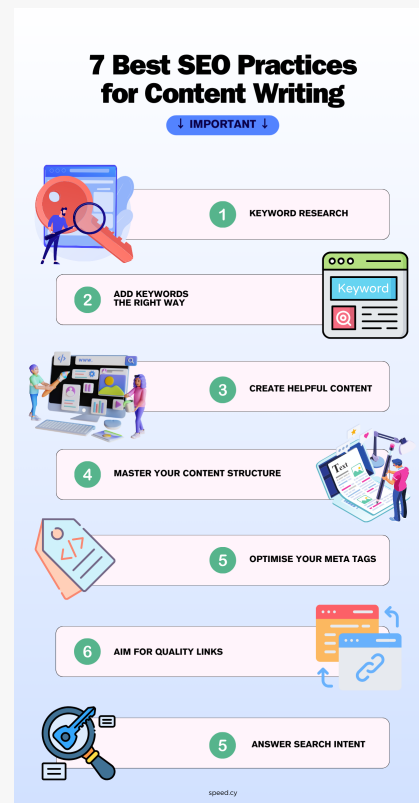 7 Best SEO Practices
for Content Writing
↓ IMPORTANT ↓
1 KEYWORD RESEARCH
2 ADD KEYWORDS
THE RIGHT WAY
Keyword
www.
</>
3 CREATE HELPFUL CONTENT
4 MASTER YOUR CONTENT STRUCTURE
Text
</>
5 OPTIMISE YOUR META TAGS
6 AIM FOR QUALITY LINKS
5 ANSWER SEARCH INTENT
speed.cy